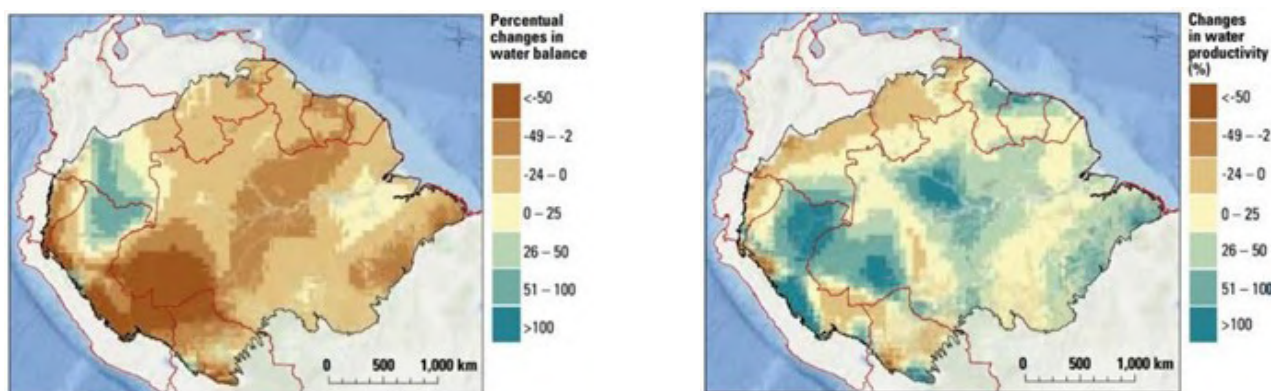 Percentual
changes in
water balance
<-50
-49 – -2
-24 – 0
0 – 25
26 – 50
51 – 100
>100
0 500 1,000 km
Changes
in water
productivity
(%)
<-50
-49 – -2
-24 – 0
0 – 25
26 – 50
51 – 100
>100
0 500 1,000 km